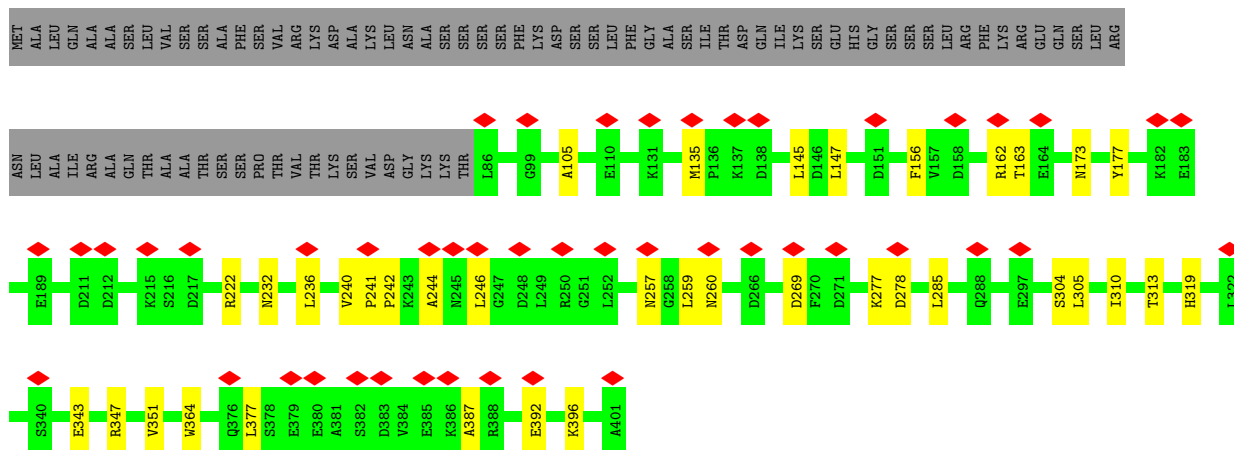 MET ALA LEU GLN ALA ALA SER LEU VAL SER SER ALA PHE SER VAL ARG LYS ASP ALA LYS LEU ASN ALA SER SER SER SER PHE LYS ASP SER SER LEU PHE GLY ALA SER ILE THR ASP GLN ILE LYS SER GLU HIS GLY SER SER SER LEU ARG PHE LYS ARG GLU GLN SER LEU ARG
ASN LEU ALA ILE ARG ALA GLN THR ALA ALA THR SER SER PRO THR VAL THR LYS SER VAL ASP GLY LYS LYS THR L86 G99 A105 E110 K131 M135 P136 K137 D138 L145 D146 L147 D151 F156 V157 D158 R162 T163 E164 N173 Y177 K182 E183
E189 D211 D212 K215 S216 D217 R222 N232 L236 V240 P241 P242 K243 A244 N245 L246 G247 D248 L249 R250 G251 L252 N257 G258 L259 N260 D266 D269 F270 D271 K277 D278 L285 Q288 E297 S304 L305 I310 T313 H319 L322
S340 E343 R347 V351 W364 Q376 L377 S378 E379 E380 A381 S382 D383 V384 E385 K386 A387 R388 E392 K396 A401